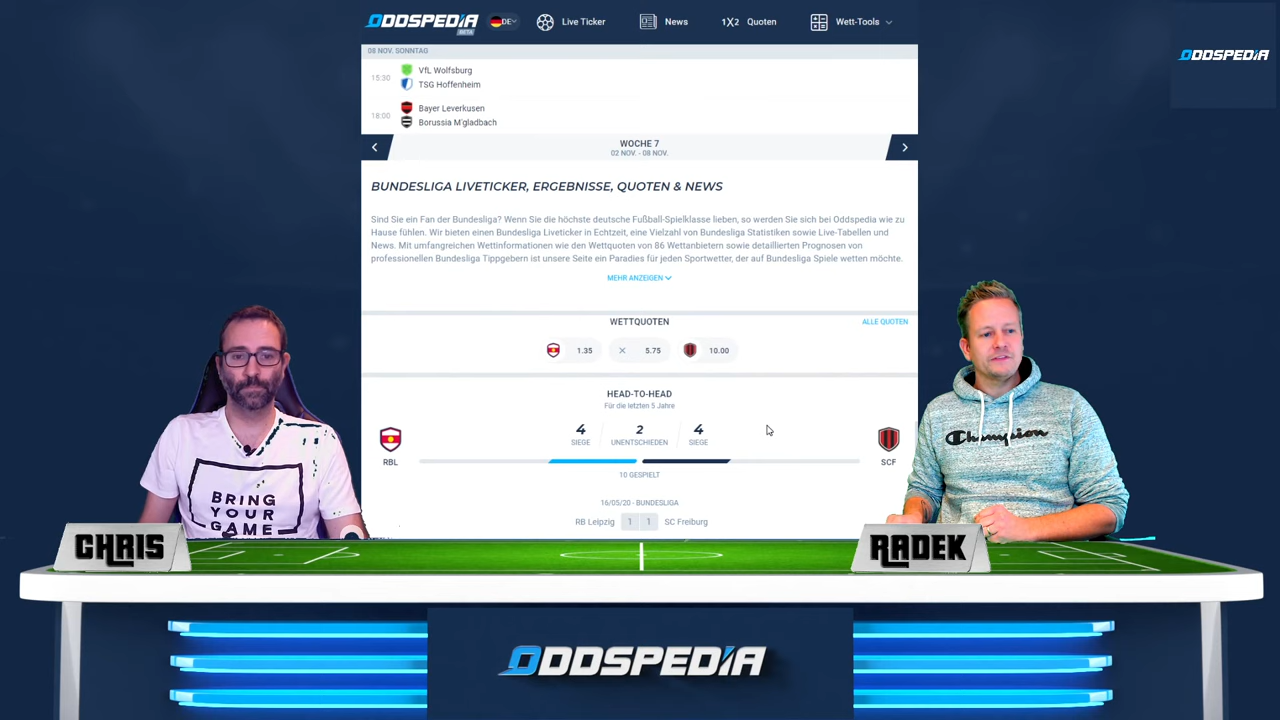 ODDSPEDIA
BETA
DE
Live Ticker
News
1X2 Quoten
Wett-Tools
ODDSPEDIA
08 NOV. SONNTAG
15:30
VfL Wolfsburg
TSG Hoffenheim
18:00
Bayer Leverkusen
Borussia M'gladbach
WOCHE 7
02 NOV. - 08 NOV.
BUNDESLIGA LIVETICKER, ERGEBNISSE, QUOTEN & NEWS
Sind Sie ein Fan der Bundesliga? Wenn Sie die höchste deutsche Fußball-Spielklasse lieben, so werden Sie sich bei Oddspedia wie zu
Hause fühlen. Wir bieten einen Bundesliga Liveticker in Echtzeit, eine Vielzahl von Bundesliga Statistiken sowie Live-Tabellen und
News. Mit umfangreichen Wettinformationen wie den Wettquoten von 86 Wettanbietern sowie detaillierten Prognosen von
professionellen Bundesliga Tippgebern ist unsere Seite ein Paradies für jeden Sportwetter, der auf Bundesliga Spiele wetten möchte.
MEHR ANZEIGEN
WETTQUOTEN
ALLE QUOTEN
1.35
5.75
10.00
HEAD-TO-HEAD
Für die letzten 5 Jahre
4 2 4
SIEGE UNENTSCHIEDEN SIEGE
RBL
SCF
10 GESPIELT
16/05/20 - BUNDESLIGA
RB Leipzig 1 1 SC Freiburg
BRING
YOUR
GAME
Champion
CHRIS
RADEK
ODDSPEDIA